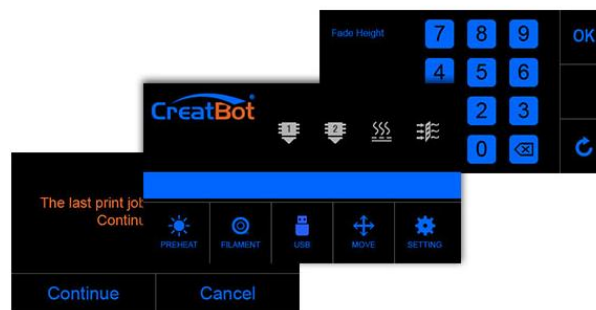 Fade Height
7 8 9
OK
4 5 6
2 3
0
CreatBot
1 2
PREHEAT FILAMENT USB MOVE SETTING
The last print job
Continu
Continue Cancel